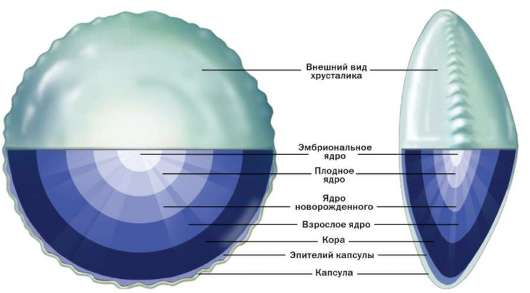 Внешний вид
хрусталика
Эмбриональное
ядро
Плодное
ядро
Ядро
новорожденного
Взрослое ядро
Кора
Эпителий капсулы
Капсула